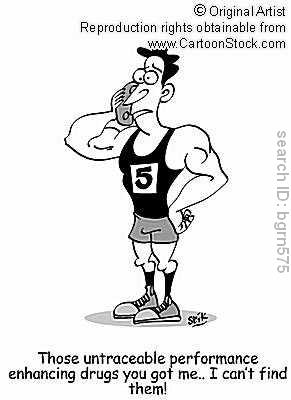 © Original Artist
Reproduction rights obtainable from
www.CartoonStock.com
5
search ID: bgrn575
Spik
Those untraceable performance
enhancing drugs you got me.. I can't find
them!